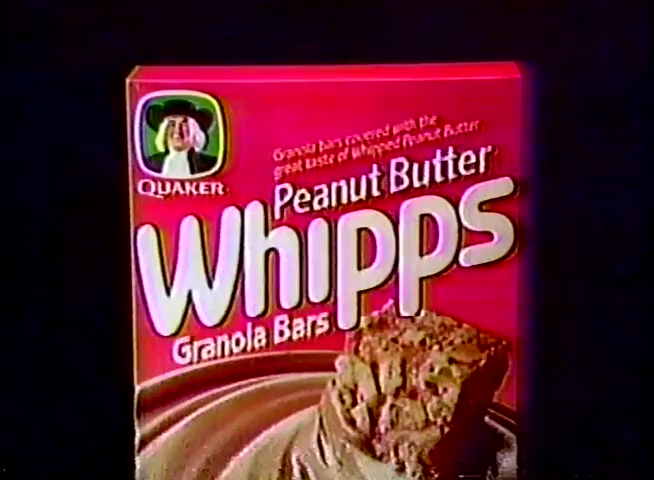 QUAKER
Granola bars covered with the
great taste of Whipped Peanut Butter
Peanut Butter
Whipps
Granola Bars